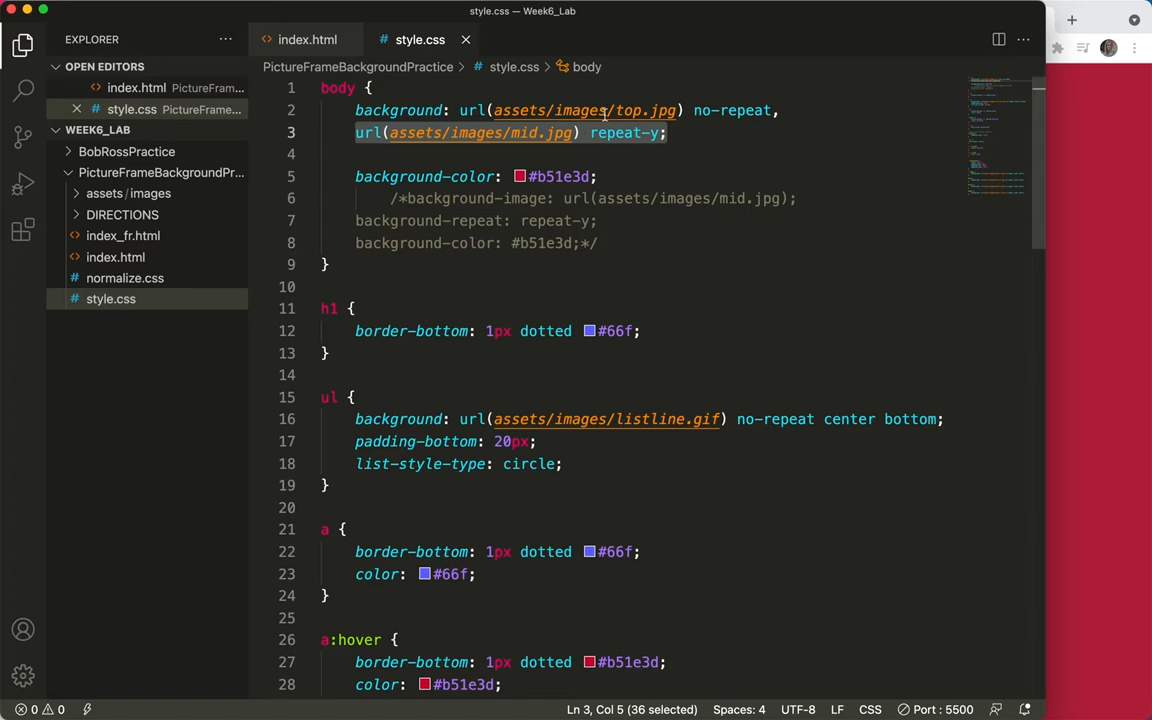 style.css — Week6_Lab
EXPLORER
index.html
style.css
OPEN EDITORS
index.html PictureFrame...
style.css PictureFrame...
WEEK6_LAB
BobRossPractice
PictureFrameBackgroundPr...
assets/images
DIRECTIONS
index_fr.html
index.html
normalize.css
style.css
PictureFrameBackgroundPractice > # style.css > body
1 body {
2 background: url(assets/images/top.jpg) no-repeat,
3 url(assets/images/mid.jpg) repeat-y;
4
5 background-color: #b51e3d;
6 /*background-image: url(assets/images/mid.jpg);
7 background-repeat: repeat-y;
8 background-color: #b51e3d;*/
9 }
10
11 h1 {
12 border-bottom: 1px dotted #66f;
13 }
14
15 ul {
16 background: url(assets/images/listline.gif) no-repeat center bottom;
17 padding-bottom: 20px;
18 list-style-type: circle;
19 }
20
21 a {
22 border-bottom: 1px dotted #66f;
23 color: #66f;
24 }
25
26 a:hover {
27 border-bottom: 1px dotted #b51e3d;
28 color: #b51e3d;
0 0 Ln 3, Col 5 (36 selected) Spaces: 4 UTF-8 LF CSS Port : 5500